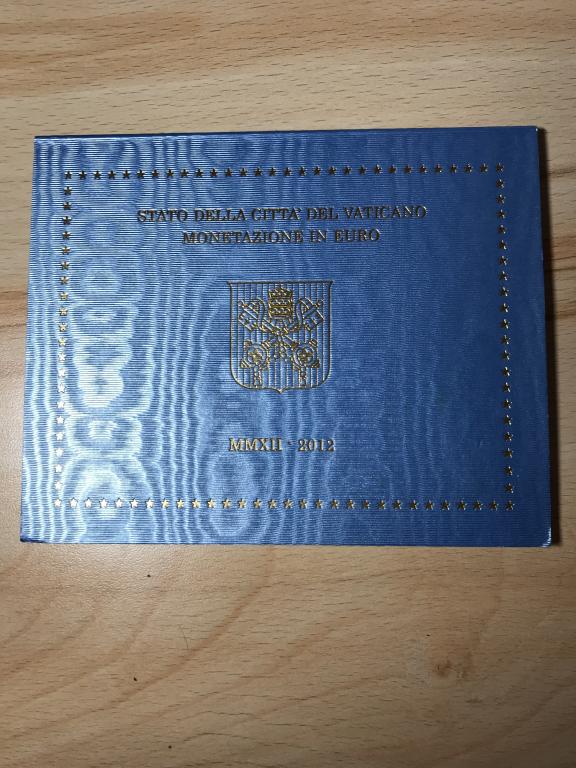 STATO DELLA CITTA' DEL VATICANO
MONETAZIONE IN EURO
MMXII - 2012